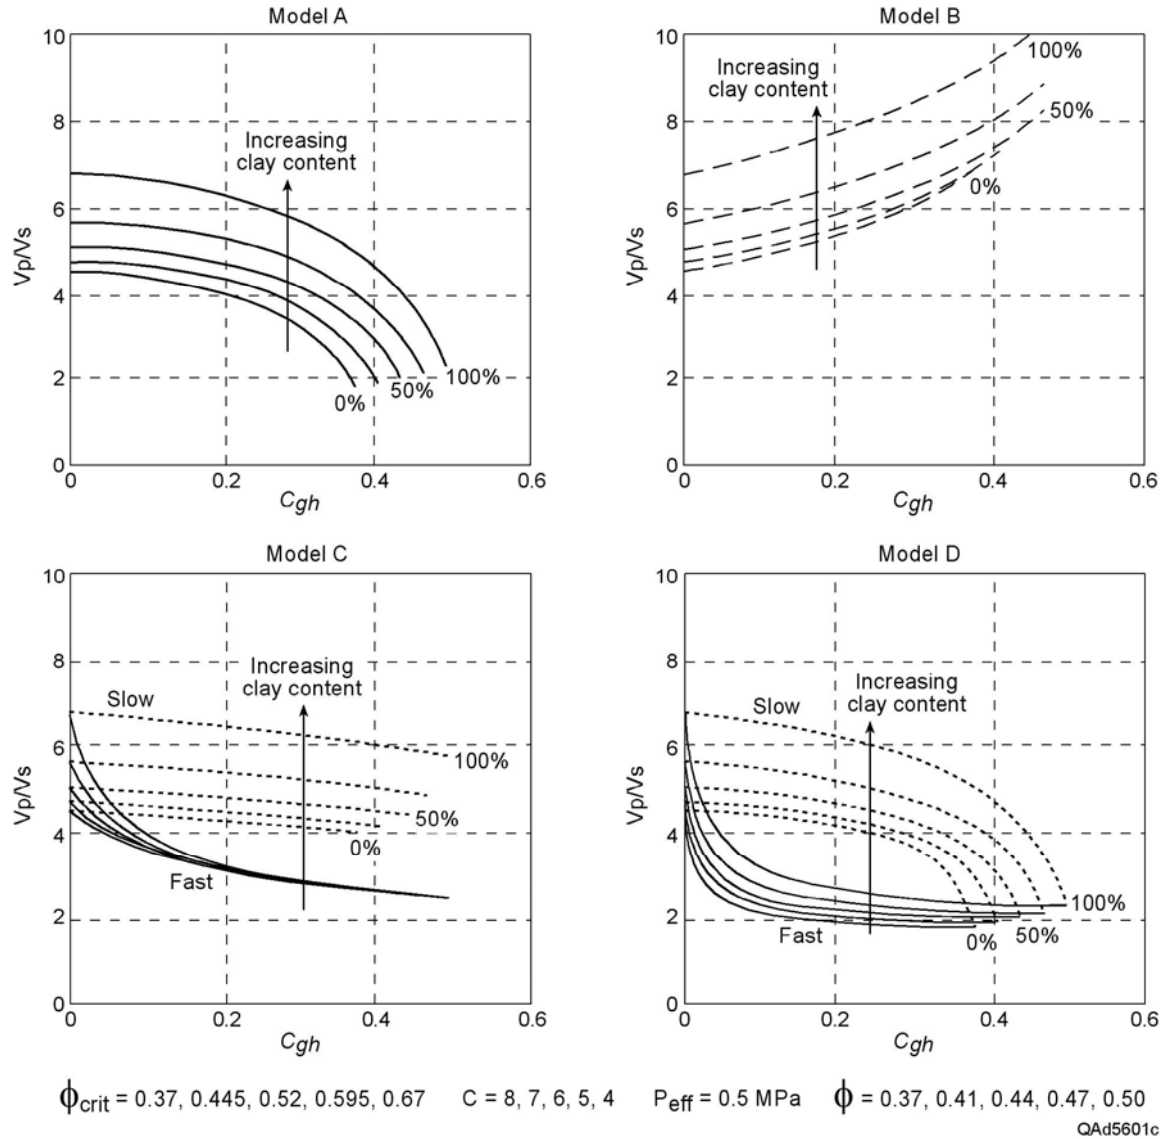 Model A
10
8
6
4
2
0
Vp/Vs
Increasing
clay content
0%
50%
100%
0
0.2
0.4
0.6
Cgh
Model B
10
8
6
4
2
0
Vp/Vs
Increasing
clay content
100%
50%
0%
0
0.2
0.4
0.6
Cgh
Model C
10
8
6
4
2
0
Vp/Vs
Increasing
clay content
Slow
100%
50%
0%
Fast
0
0.2
0.4
0.6
Cgh
Model D
10
8
6
4
2
0
Vp/Vs
Increasing
clay content
Slow
100%
Fast
0%
50%
0
0.2
0.4
0.6
Cgh
ϕcrit = 0.37, 0.445, 0.52, 0.595, 0.67 C = 8, 7, 6, 5, 4 Peff = 0.5 MPa ϕ = 0.37, 0.41, 0.44, 0.47, 0.50
QAd5601c